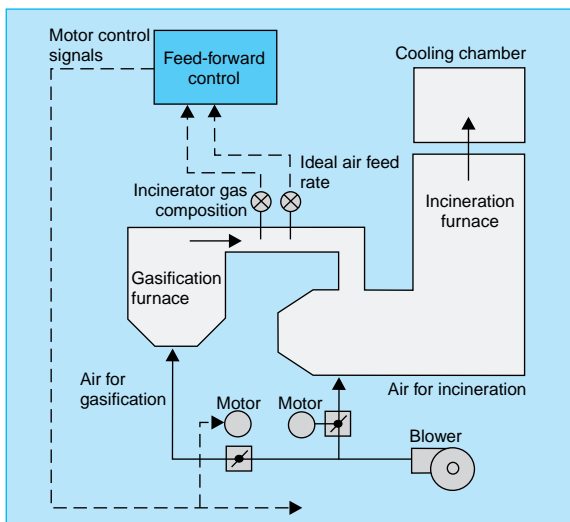 Motor control
signals
Feed-forward
control
Cooling chamber
Ideal air feed
rate
Incinerator gas
composition
Incineration
furnace
Gasification
furnace
Air for
gasification
Air for incineration
Motor
Motor
Blower